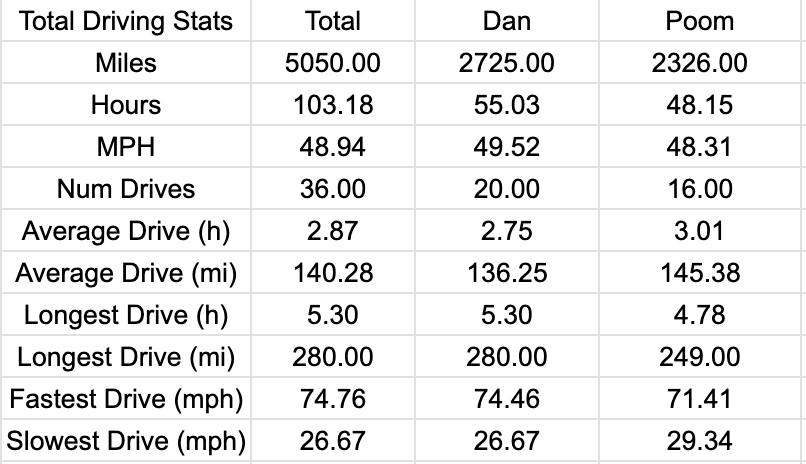 Total Driving Stats Total Dan Poom
Miles 5050.00 2725.00 2326.00
Hours 103.18 55.03 48.15
MPH 48.94 49.52 48.31
Num Drives 36.00 20.00 16.00
Average Drive (h) 2.87 2.75 3.01
Average Drive (mi) 140.28 136.25 145.38
Longest Drive (h) 5.30 5.30 4.78
Longest Drive (mi) 280.00 280.00 249.00
Fastest Drive (mph) 74.76 74.46 71.41
Slowest Drive (mph) 26.67 26.67 29.34